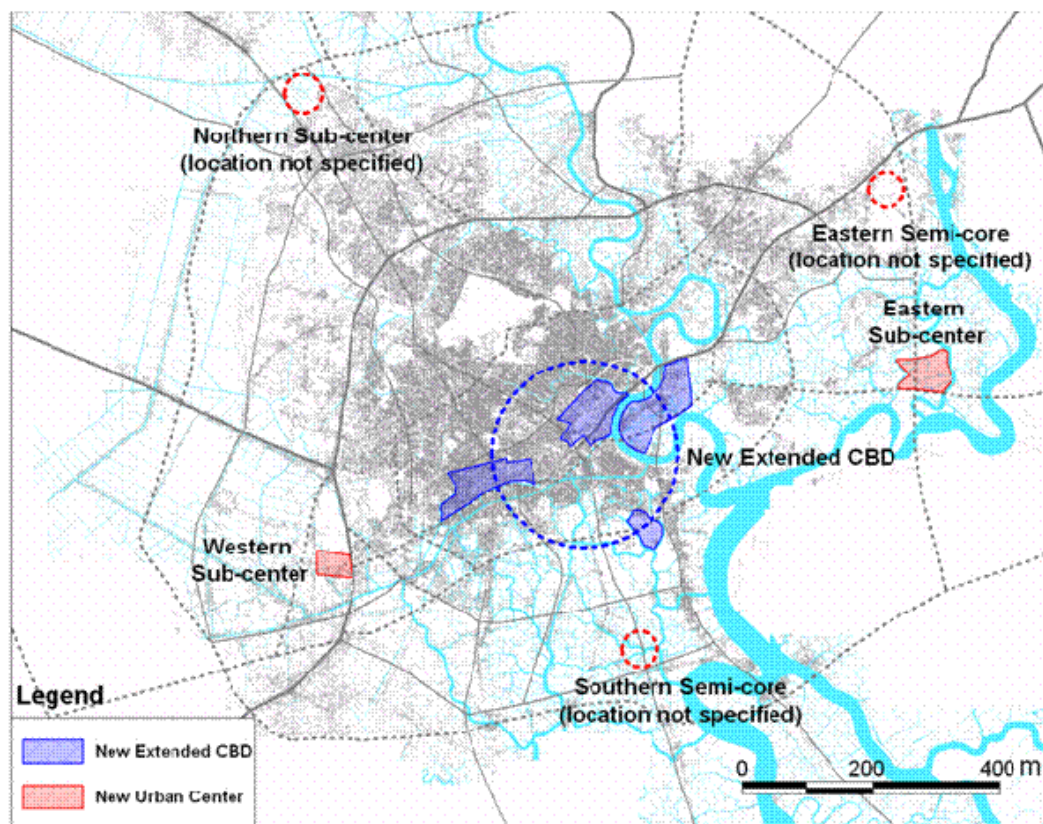 Northern Sub-center
(location not specified)
Eastern Semi-core
(location not specified)
Eastern
Sub-center
New Extended CBD
Western
Sub-center
Southern Semi-core
(location not specified)
Legend
New Extended CBD
New Urban Center
0 200 400 m